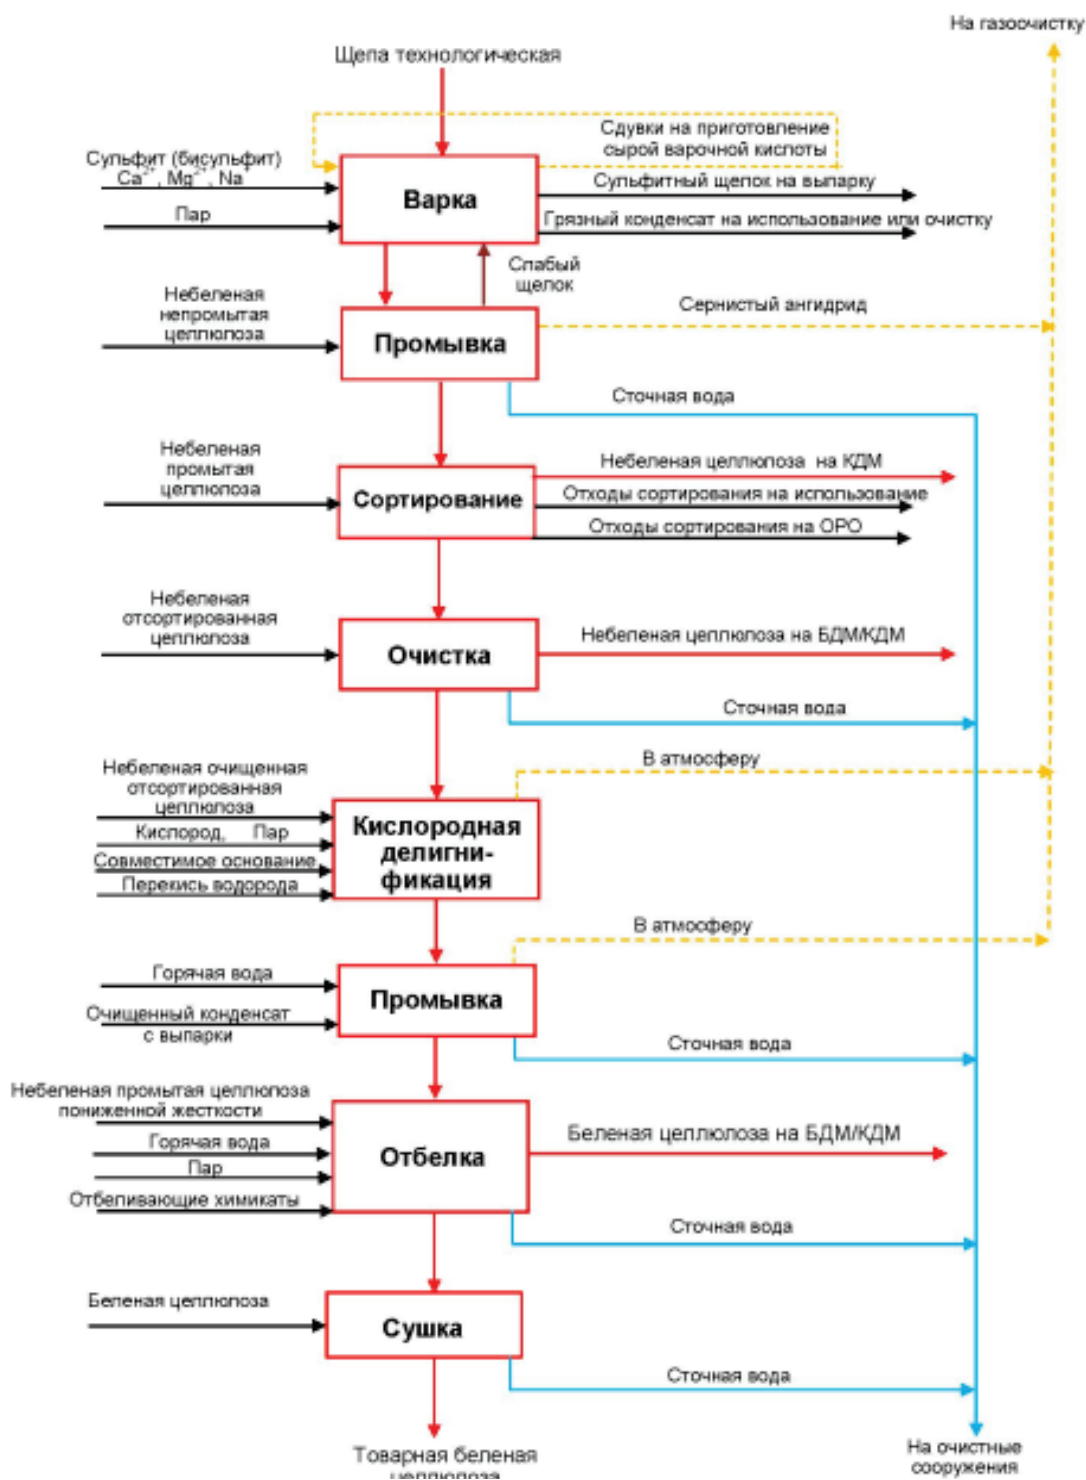 На газоочистку
Щепа технологическая
Сдувки на приготовление
сырой варочной кислоты
Сульфит (бисульфит)
Ca²⁺, Mg²⁺, Na⁺
Варка
Сульфитный щелок на выпарку
Пар
Грязный конденсат на использование или очистку
Слабый
щелок
Небеленая
непромытая
целлюлоза
Сернистый ангидрид
Промывка
Сточная вода
Небеленая
промытая
целлюлоза
Небеленая целлюлоза на КДМ
Отходы сортирования на использование
Сортирование
Отходы сортирования на ОРО
Небеленая
отсортированная
целлюлоза
Небеленая целлюлоза на БДМ/КДМ
Очистка
Сточная вода
В атмосферу
Небеленая очищенная
отсортированная
целлюлоза
Кислород, Пар
Совместимое основание
Перекись водорода
Кислородная
делигни-
фикация
В атмосферу
Горячая вода
Промывка
Очищенный конденсат
с выпарки
Сточная вода
Небеленая промытая целлюлоза
пониженной жесткости
Горячая вода
Пар
Отбеливающие химикаты
Отбелка
Беленая целлюлоза на БДМ/КДМ
Сточная вода
Беленая целлюлоза
Сушка
Сточная вода
Товарная беленая
целлюлоза
На очистные
сооружения